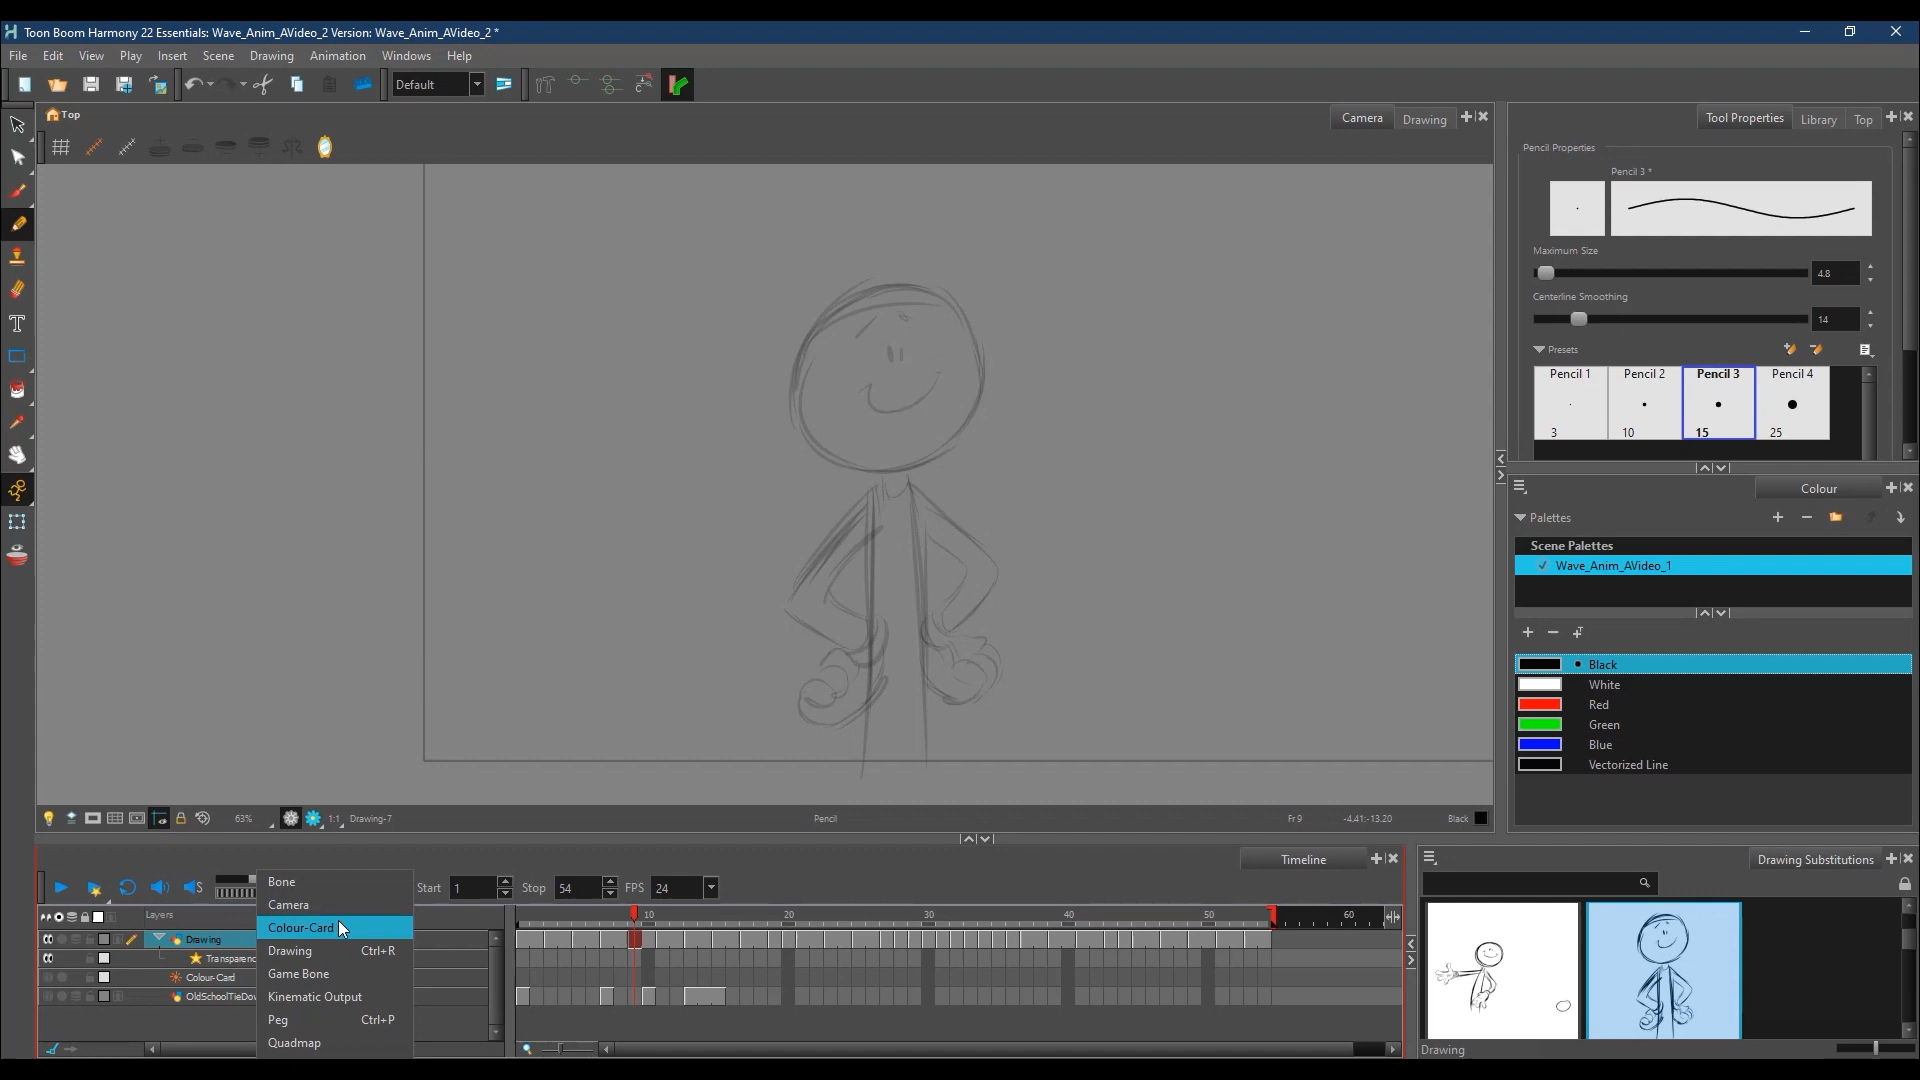 Toon Boom Harmony 22 Essentials: Wave_Anim_AVideo_2 Version: Wave_Anim_AVideo_2 *
File Edit View Play Insert Scene Drawing Animation Windows Help
Default
Top
Camera Drawing
Tool Properties Library Top
Pencil Properties
Pencil 3 *
Maximum Size
4.8
Centerline Smoothing
14
Presets
Pencil 1 Pencil 2 Pencil 3 Pencil 4
3 10 15 25
Colour
Palettes
Scene Palettes
Wave_Anim_AVideo_1
Black
White
Red
Green
Blue
Vectorized Line
63% 1:1 Drawing-7 Pencil Fr 9 -4.41:-13.20 Black
Timeline
Start 1 Stop 54 FPS 24
Bone
Camera
Colour-Card
Drawing Ctrl+R
Game Bone
Kinematic Output
Peg Ctrl+P
Quadmap
Layers
10 20 30 40 50 60
Drawing
Transparenc
Colour-Card
OldSchoolTieDow
Drawing Substitutions
Drawing